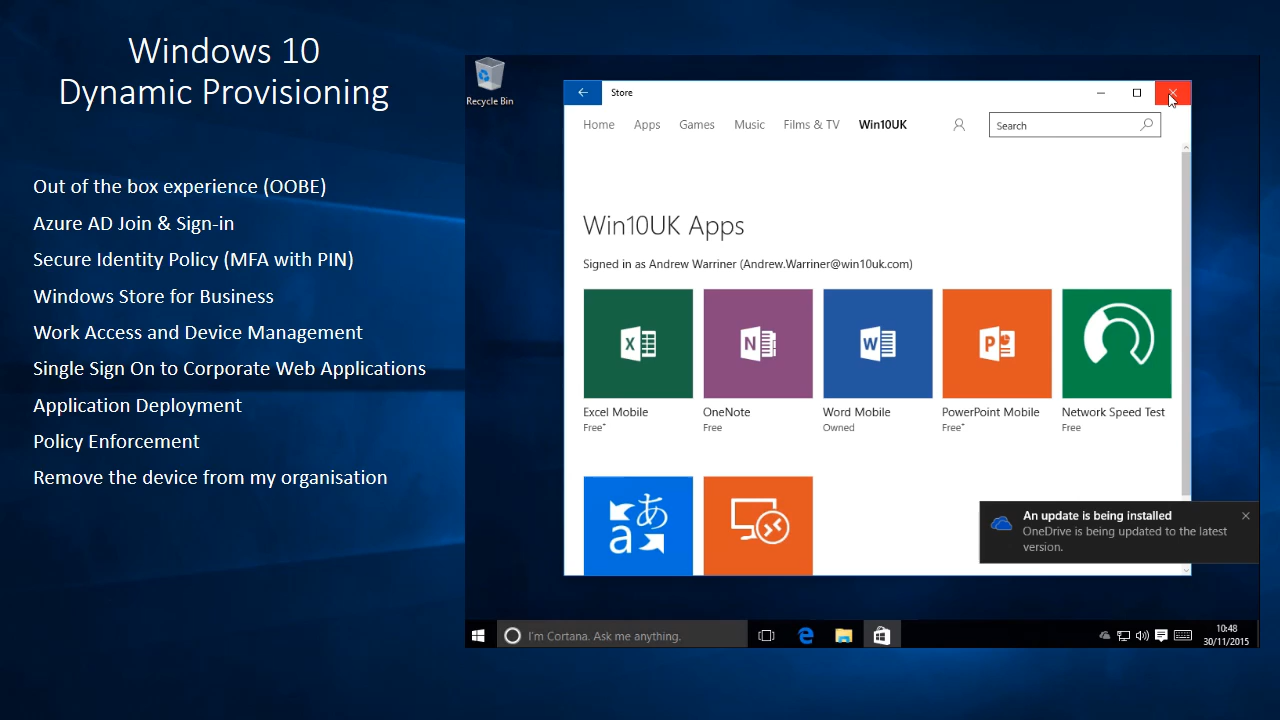 Windows 10
Dynamic Provisioning
Out of the box experience (OOBE)
Azure AD Join & Sign-in
Secure Identity Policy (MFA with PIN)
Windows Store for Business
Work Access and Device Management
Single Sign On to Corporate Web Applications
Application Deployment
Policy Enforcement
Remove the device from my organisation
Recycle Bin
Store
Home Apps Games Music Films & TV Win10UK Search
Win10UK Apps
Signed in as Andrew Warriner (Andrew.Warriner@win10uk.com)
X N W P
Excel Mobile OneNote Word Mobile PowerPoint Mobile Network Speed Test
Free* Free Owned Free* Free
あ
a
An update is being installed
OneDrive is being updated to the latest
version.
I'm Cortana. Ask me anything.
10:48
30/11/2015